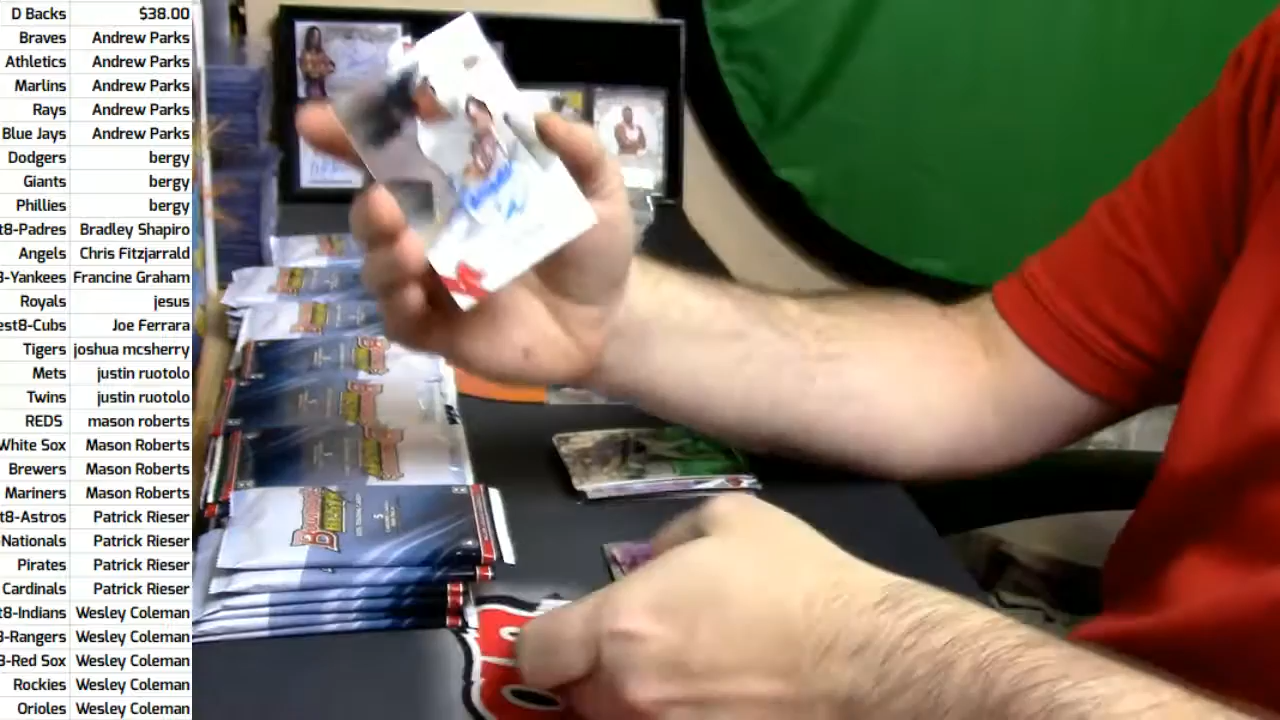 D Backs $38.00
Braves Andrew Parks
Athletics Andrew Parks
Marlins Andrew Parks
Rays Andrew Parks
Blue Jays Andrew Parks
Dodgers bergy
Giants bergy
Phillies bergy
t8-Padres Bradley Shapiro
Angels Chris Fitzjarrald
3-Yankees Francine Graham
Royals jesus
est8-Cubs Joe Ferrara
Tigers joshua mcsherry
Mets justin ruotolo
Twins justin ruotolo
REDS mason roberts
White Sox Mason Roberts
Brewers Mason Roberts
Mariners Mason Roberts
t8-Astros Patrick Rieser
Nationals Patrick Rieser
Pirates Patrick Rieser
Cardinals Patrick Rieser
t8-Indians Wesley Coleman
3-Rangers Wesley Coleman
3-Red Sox Wesley Coleman
Rockies Wesley Coleman
Orioles Wesley Coleman
Bowman's
BEST
5